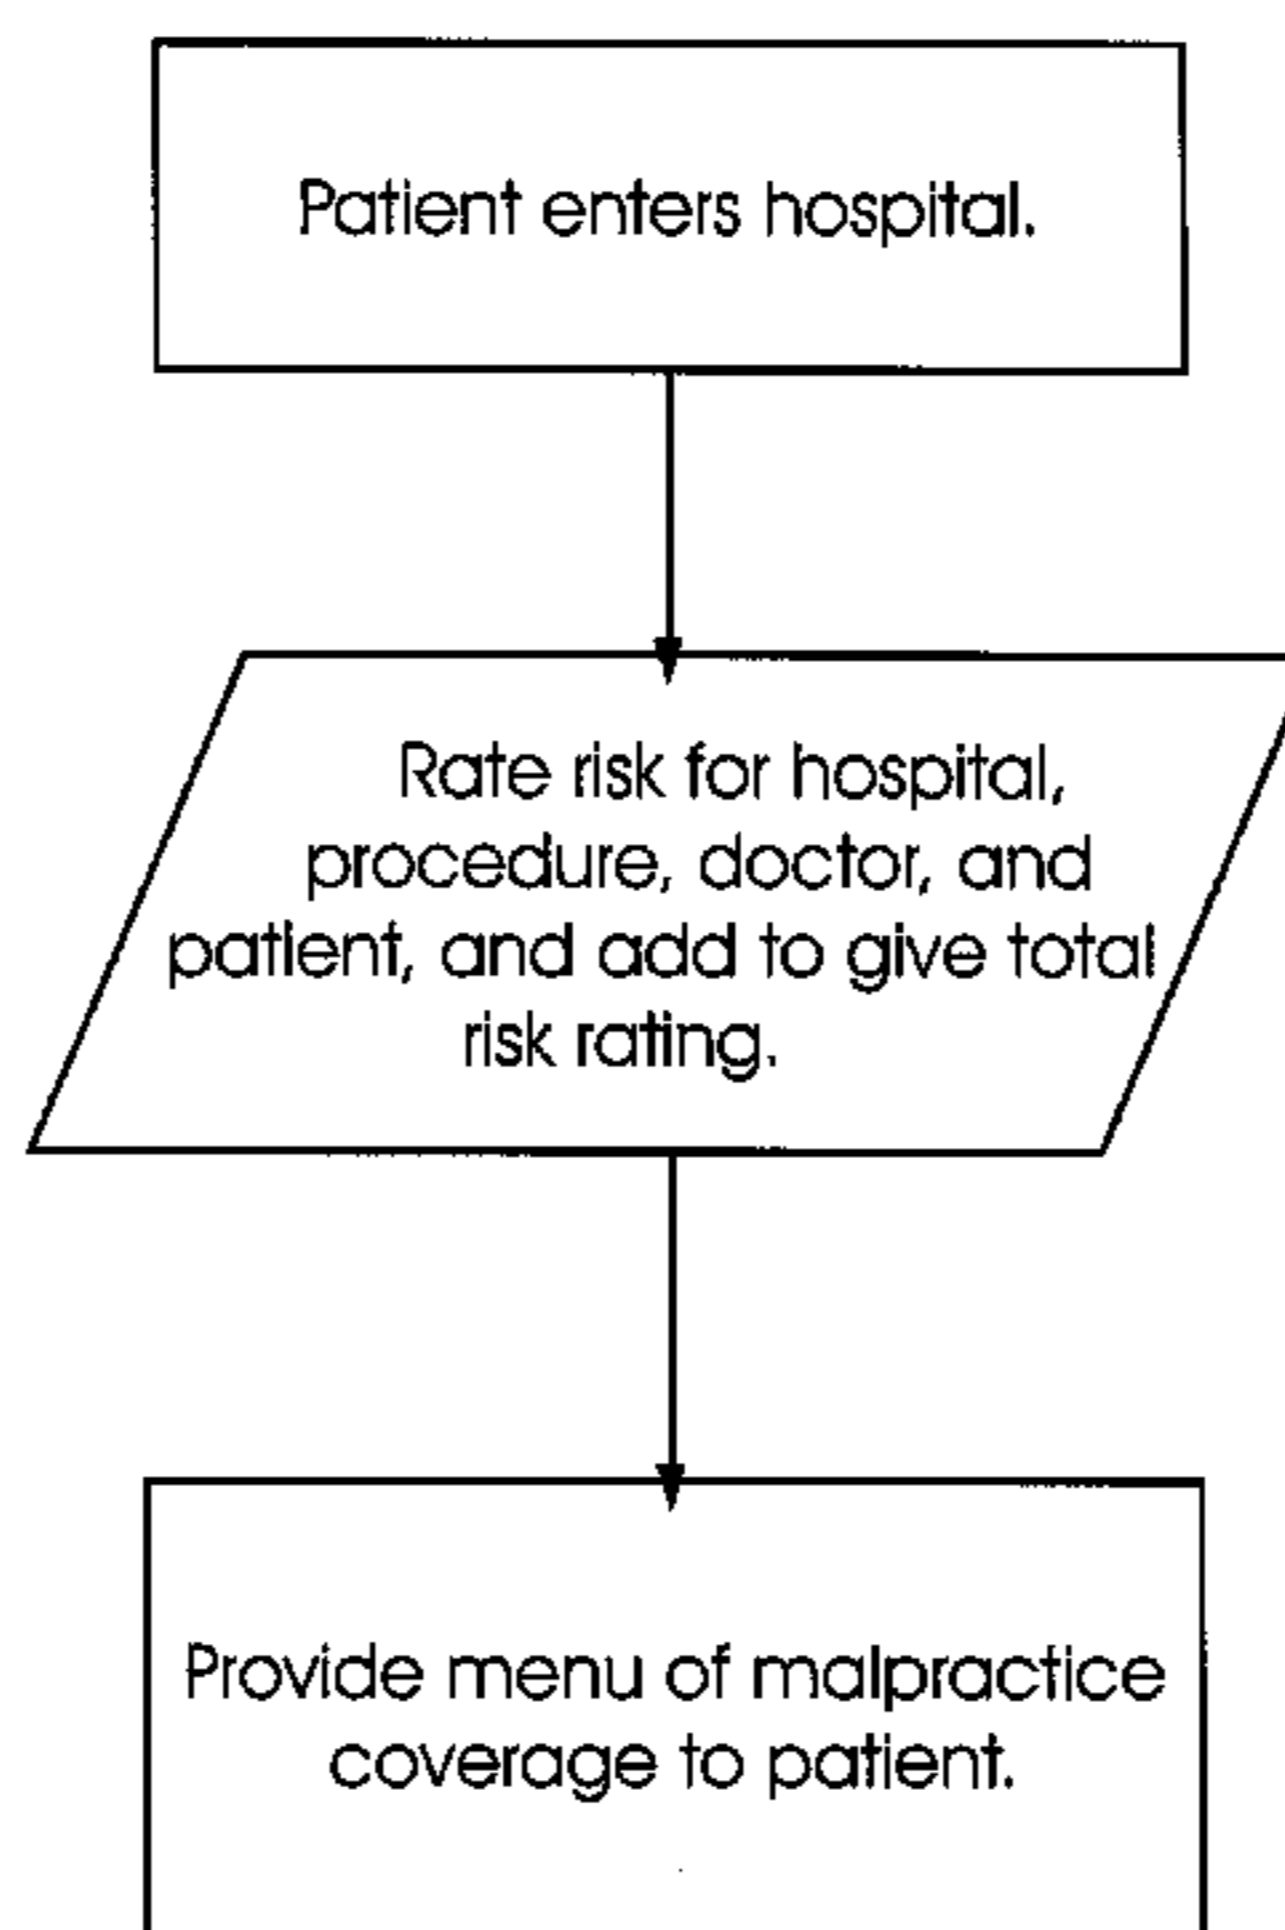 Patient enters hospital.
Rate risk for hospital,
procedure, doctor, and
patient, and add to give total
risk rating.
Provide menu of malpractice
coverage to patient.